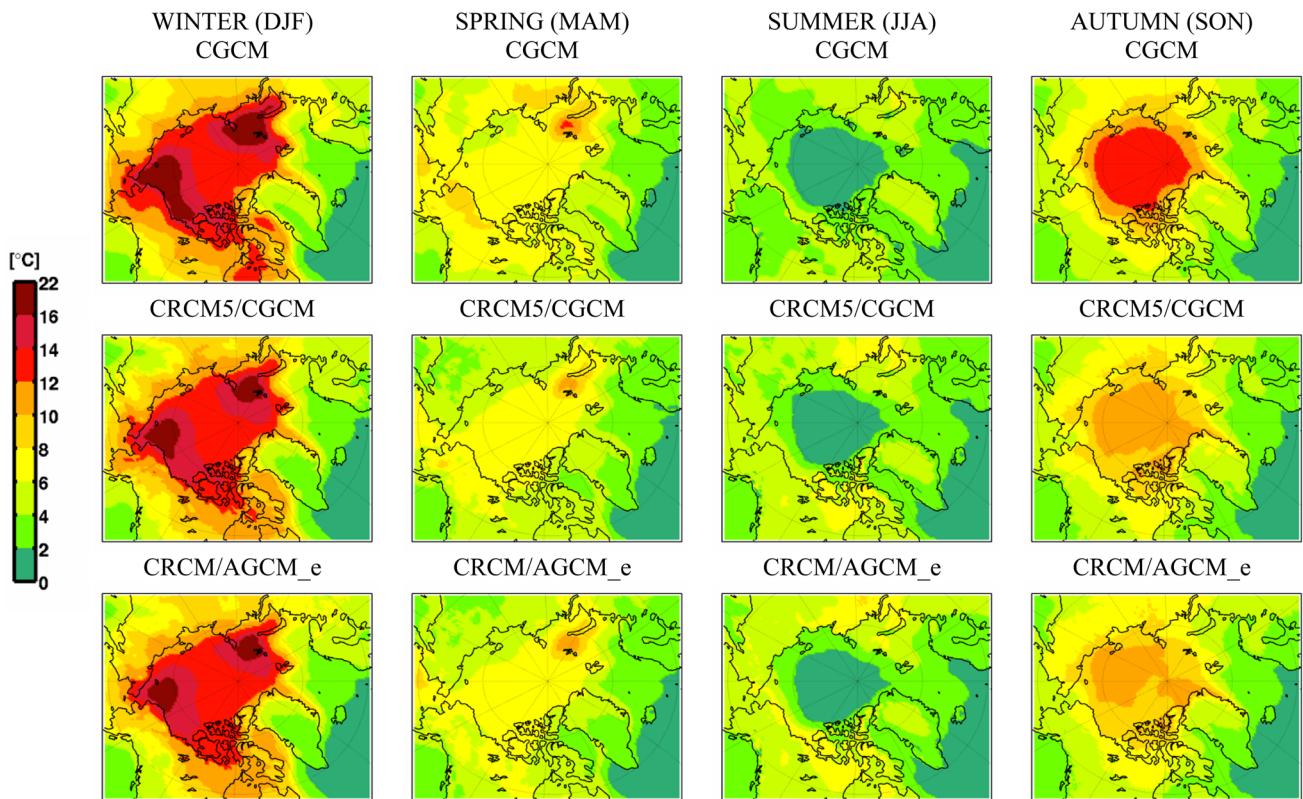 WINTER (DJF)
CGCM
SPRING (MAM)
CGCM
SUMMER (JJA)
CGCM
AUTUMN (SON)
CGCM
[°C]
22
16
14
12
10
8
6
4
2
0
CRCM5/CGCM
CRCM5/CGCM
CRCM5/CGCM
CRCM5/CGCM
CRCM/AGCM_e
CRCM/AGCM_e
CRCM/AGCM_e
CRCM/AGCM_e